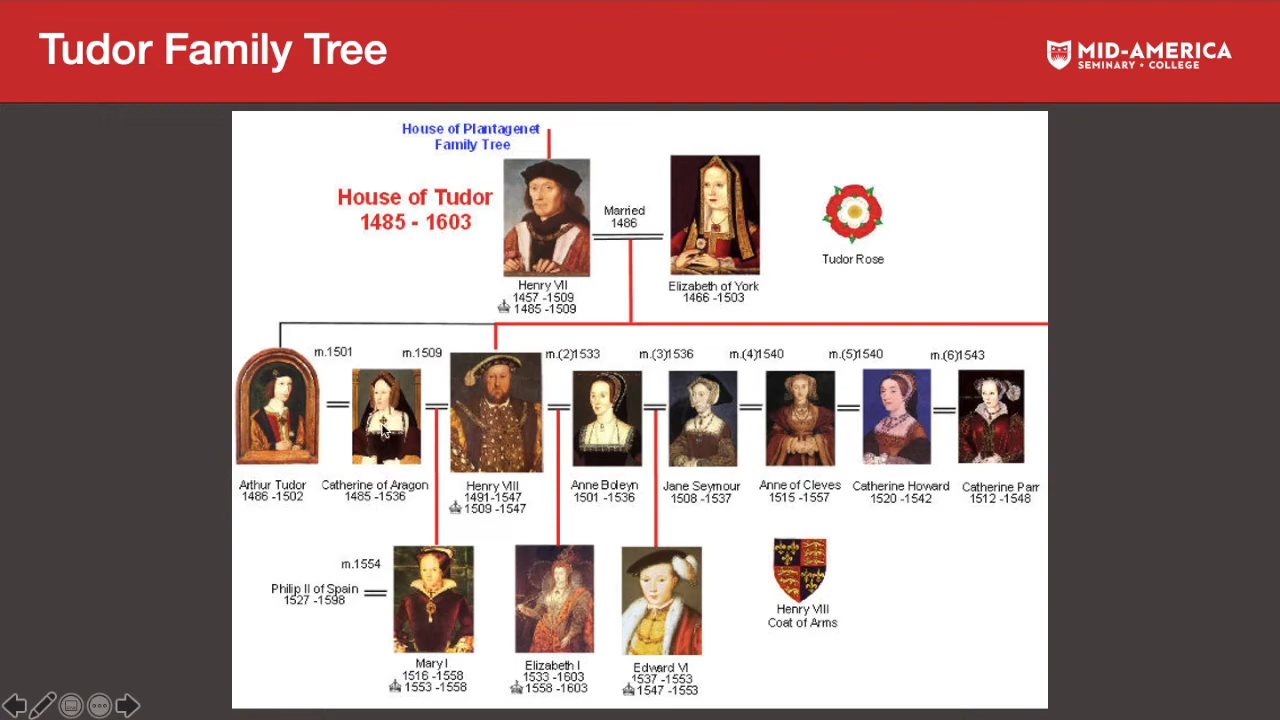 Tudor Family Tree
MID-AMERICA
SEMINARY • COLLEGE
House of Plantagenet
Family Tree
House of Tudor
1485 - 1603
Married
1486
Tudor Rose
Henry VII
1457 -1509
1485 -1509
Elizabeth of York
1466 -1503
m.1501
m.1509
m.(2)1533
m.(3)1536
m.(4)1540
m.(5)1540
m.(6)1543
Arthur Tudor
1486 -1502
Catherine of Aragon
1485 -1536
Henry VIII
1491-1547
1509 -1547
Anne Boleyn
1501 -1536
Jane Seymour
1508 -1537
Anne of Cleves
1515 -1557
Catherine Howard
1520 -1542
Catherine Parr
1512 -1548
m.1554
Philip II of Spain
1527 -1598
Mary I
1516 -1558
1553 -1558
Elizabeth I
1533 -1603
1558 -1603
Edward VI
1537 -1553
1547 -1553
Henry VIII
Coat of Arms